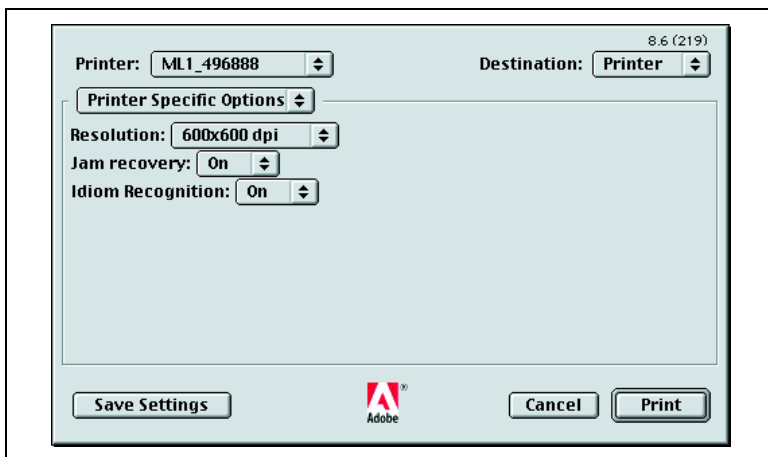 8.6 (219)
Printer: ML1_496888 Destination: Printer
Printer Specific Options
Resolution: 600x600 dpi
Jam recovery: On
Idiom Recognition: On
Save Settings Adobe® Cancel Print